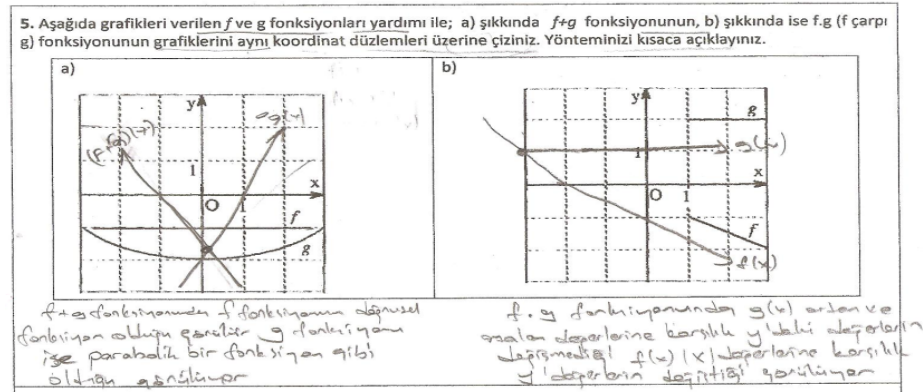 5. Aşağıda grafikleri verilen f ve g fonksiyonları yardımı ile; a) şıkkında f+g fonksiyonunun, b) şıkkında ise f.g (f çarpı
g) fonksiyonunun grafiklerini aynı koordinat düzlemleri üzerine çiziniz. Yönteminizi kısaca açıklayınız.
a)
b)
y
g(x)
(f+g)(x)
1
x
O
1
f
g
y
g
g(x)
1
x
O
1
f
f(x)
f+g fonksiyonunda f fonksiyonunun doğrusal
fonksiyon olduğu görülür g fonksiyonu
ise parabolik bir fonksiyon gibi
olduğu görülüyor
f.g fonksiyonunda g(x) artan ve
azalan değerlerine karşılık y'deki değerlerin
değişmediği f(x) (x) değerlerine karşılık
y' değerlerin değiştiği görülüyor